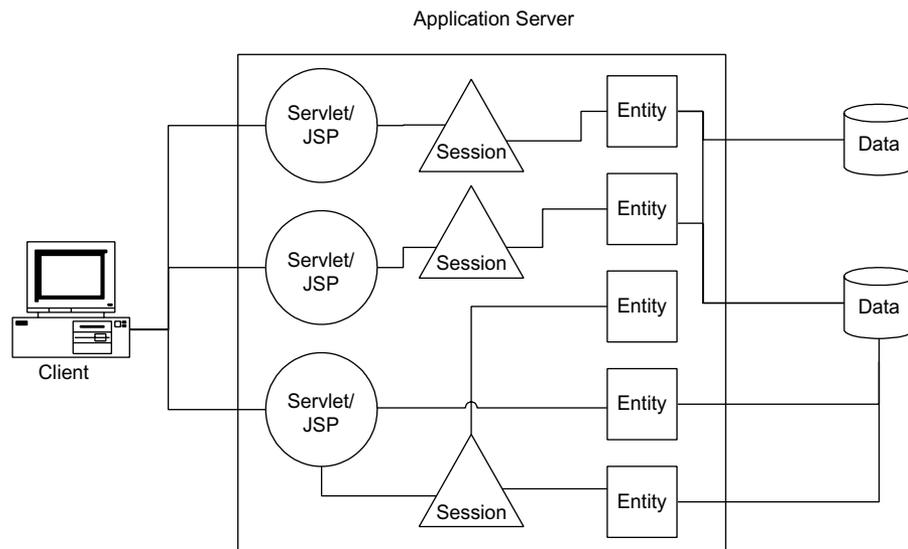 Application Server
Servlet/
JSP
Session
Entity
Data
Servlet/
JSP
Session
Entity
Entity
Data
Client
Servlet/
JSP
Entity
Session
Entity